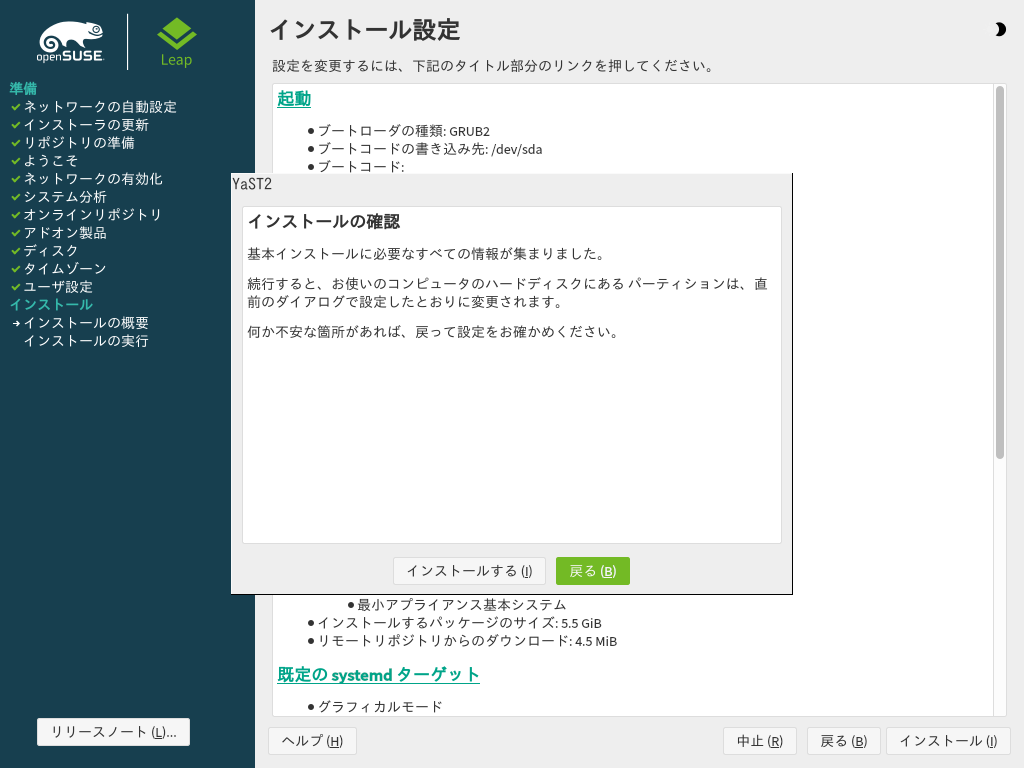 openSUSE
Leap
準備
ネットワークの自動設定
インストーラの更新
リポジトリの準備
ようこそ
ネットワークの有効化
システム分析
オンラインリポジトリ
アドオン製品
ディスク
タイムゾーン
ユーザ設定
インストール
インストールの概要
インストールの実行
リリースノート (L)...
インストール設定
設定を変更するには、下記のタイトル部分のリンクを押してください。
起動
ブートローダの種類: GRUB2
ブートコードの書き込み先: /dev/sda
ブートコード:
YaST2
インストールの確認
基本インストールに必要なすべての情報が集まりました。
続行すると、お使いのコンピュータのハードディスクにある パーティションは、直
前のダイアログで設定したとおりに変更されます。
何か不安な箇所があれば、戻って設定をお確かめください。
インストールする (I) 戻る (B)
最小アプライアンス基本システム
インストールするパッケージのサイズ: 5.5 GiB
リモートリポジトリからのダウンロード: 4.5 MiB
既定の systemd ターゲット
グラフィカルモード
ヘルプ (H) 中止 (R) 戻る (B) インストール (I)